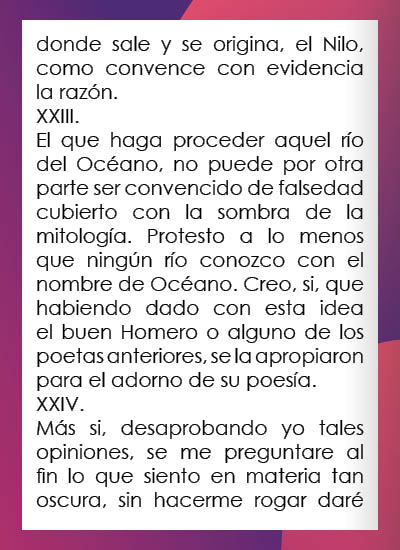 donde sale y se origina, el Nilo,
como convence con evidencia
la razón.
XXIII.
El que haga proceder aquel río
del Océano, no puede por otra
parte ser convencido de falsedad
cubierto con la sombra de la
mitología. Protesto a lo menos
que ningún río conozco con el
nombre de Océano. Creo, si, que
habiendo dado con esta idea
el buen Homero o alguno de los
poetas anteriores, se la apropiaron
para el adorno de su poesía.
XXIV.
Más si, desaprobando yo tales
opiniones, se me preguntare al
fin lo que siento en materia tan
oscura, sin hacerme rogar daré